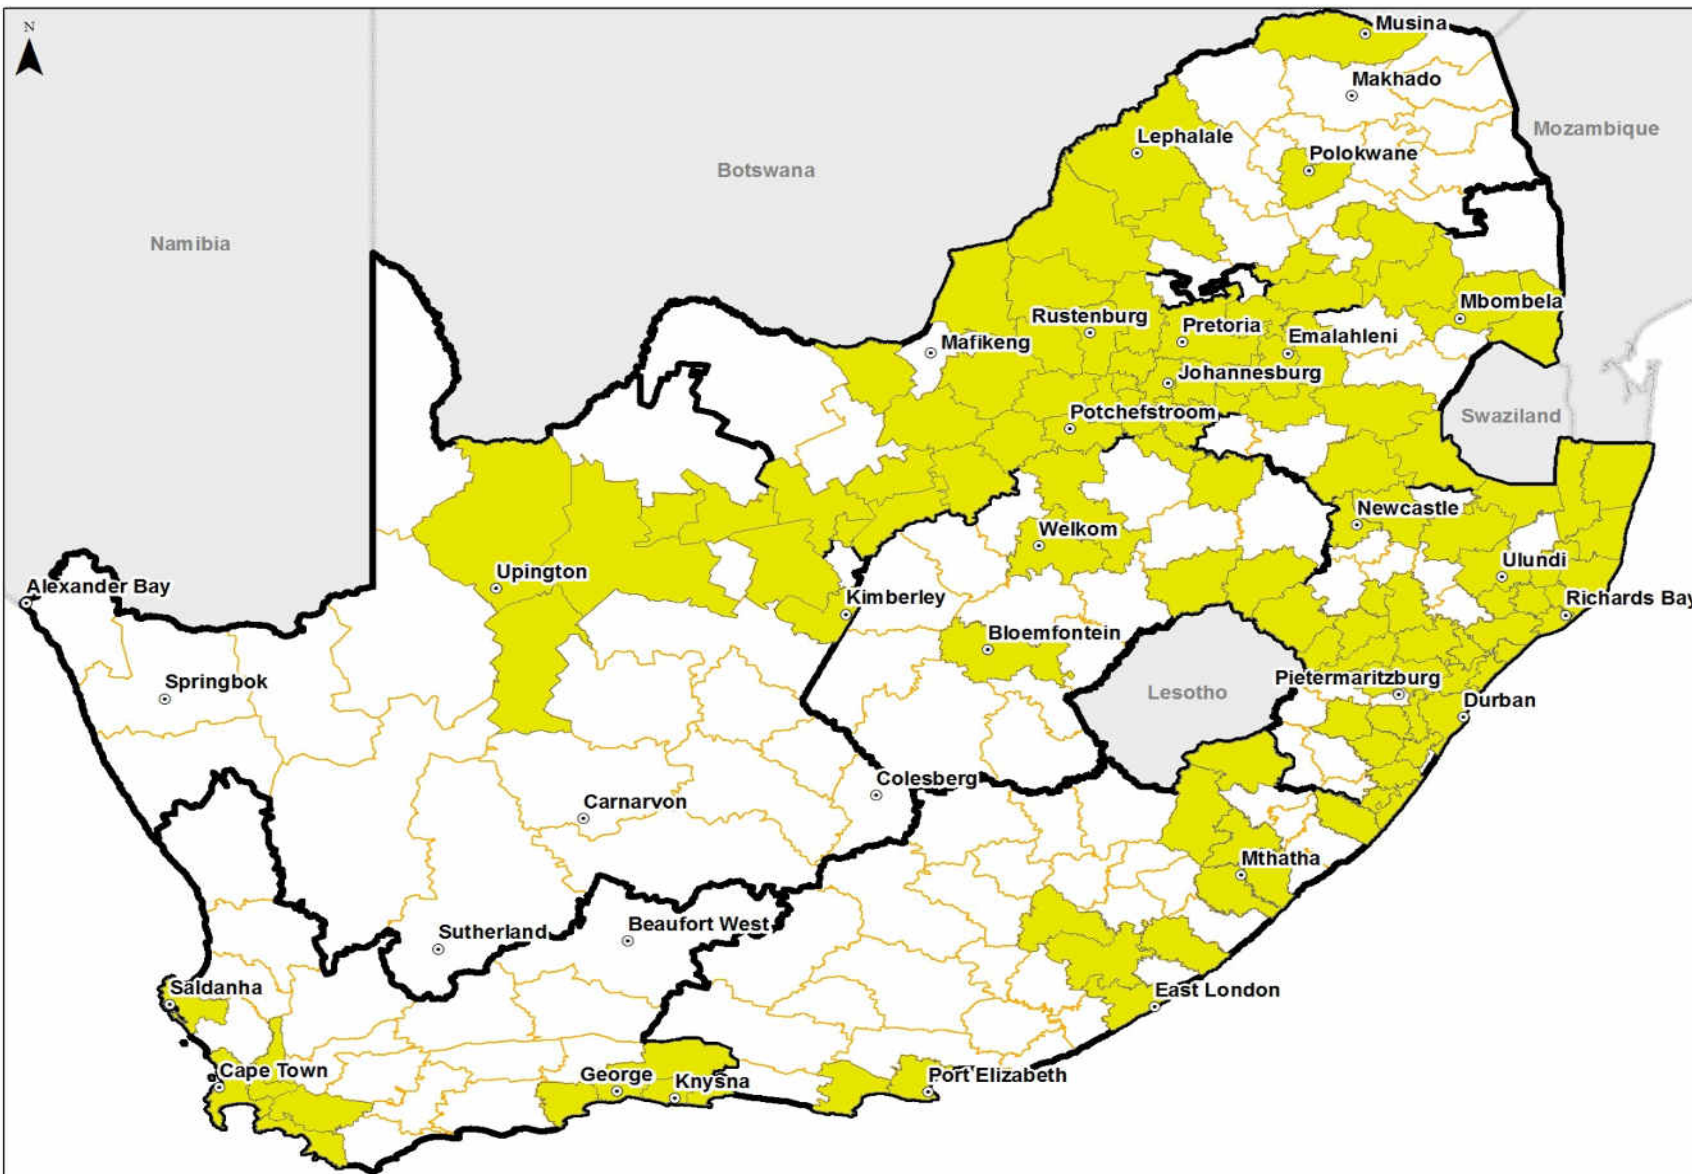 N
Musina
Makhado
Mozambique
Lephalale
Polokwane
Botswana
Namibia
Mbombela
Rustenburg
Pretoria
Emalahleni
Mafikeng
Johannesburg
Potchefstroom
Swaziland
Newcastle
Welkom
Ulundi
Upington
Alexander Bay
Kimberley
Richards Bay
Bloemfontein
Springbok
Pietermaritzburg
Lesotho
Durban
Colesberg
Carnarvon
Mthatha
Beaufort West
Sutherland
Saldanha
East London
Cape Town
George
Knysna
Port Elizabeth